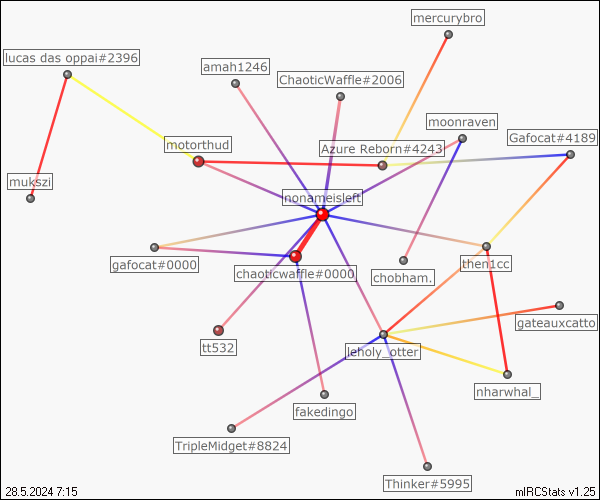 mercurybro
lucas das oppai#2396
amah1246
ChaoticWaffle#2006
moonraven
Gafocat#4189
motorthud
Azure Reborn#4243
mukszi
nonameisleft
gafocat#0000
chaoticwaffle#0000
chobham.
then1cc
gateauxcatto
tt532
leholy_otter
nharwhal_
fakedingo
TripleMidget#8824
Thinker#5995
28.5.2024 7:15
mIRCStats v1.25